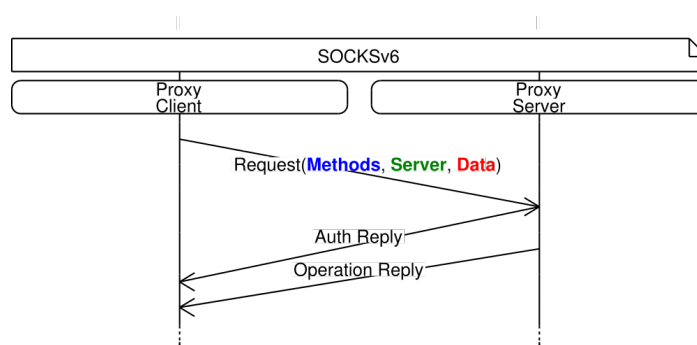 SOCKSv6
Proxy
Client
Proxy
Server
Request(Methods, Server, Data)
Auth Reply
Operation Reply